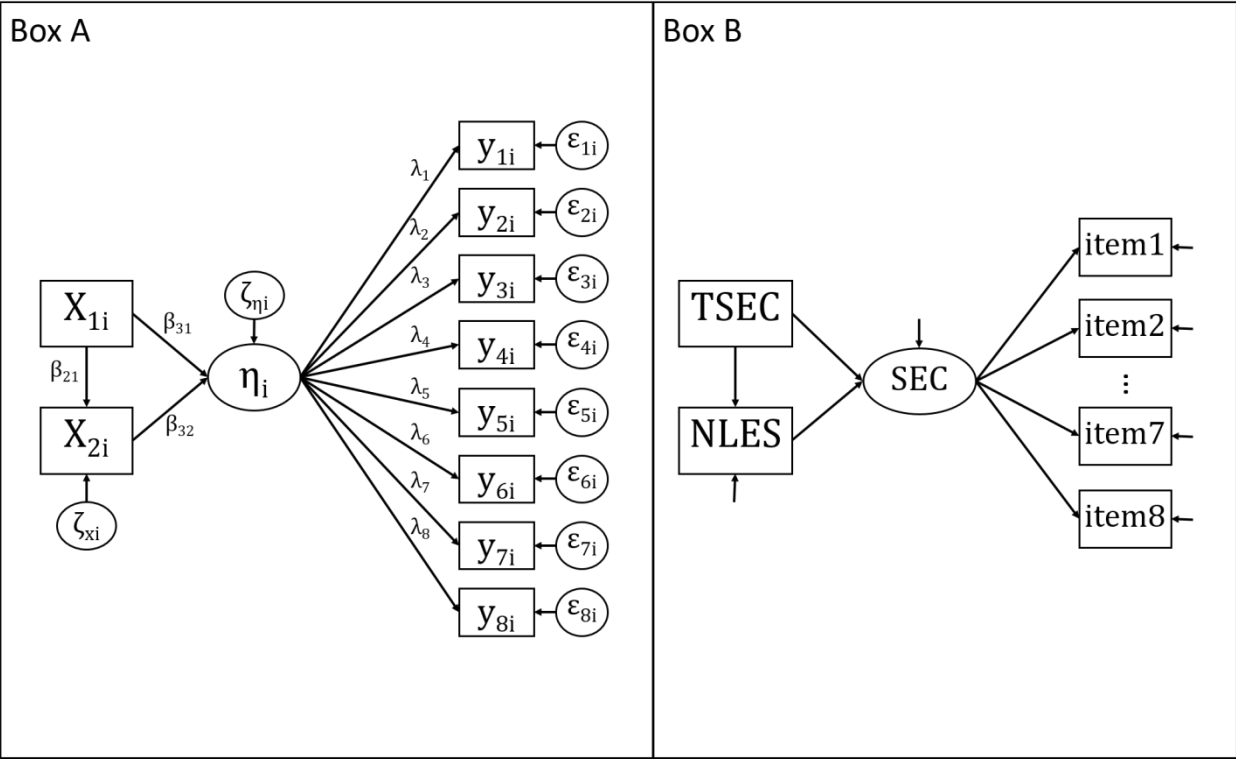 Box A
y1i
ε1i
λ1
y2i
ε2i
λ2
y3i
ε3i
λ3
ζηi
X1i
β31
y4i
ε4i
λ4
β21
ηi
y5i
ε5i
λ5
X2i
β32
y6i
ε6i
λ6
ζxi
y7i
ε7i
λ7
y8i
ε8i
λ8
Box B
item1
TSEC
item2
SEC
⋮
NLES
item7
item8